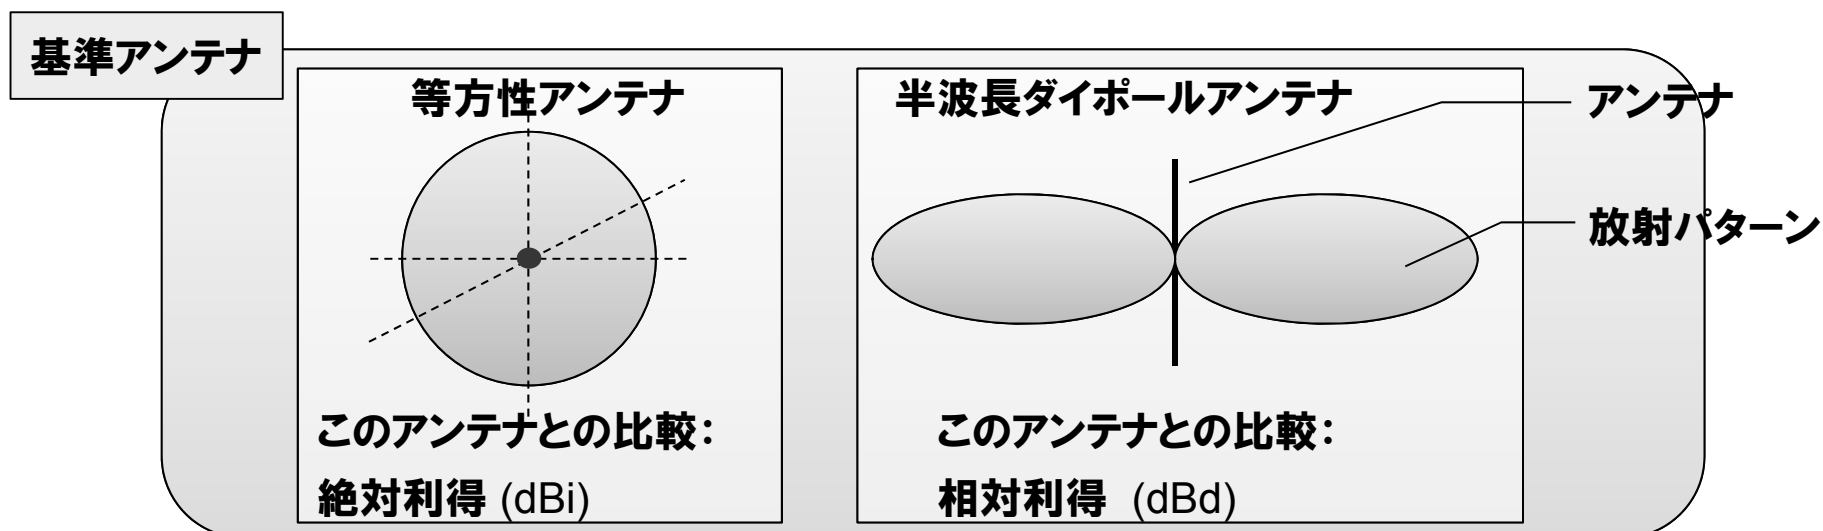 基準アンテナ
等方性アンテナ
半波長ダイポールアンテナ
アンテナ
放射パターン
このアンテナとの比較：
絶対利得 (dBi)
このアンテナとの比較：
相対利得 (dBd)